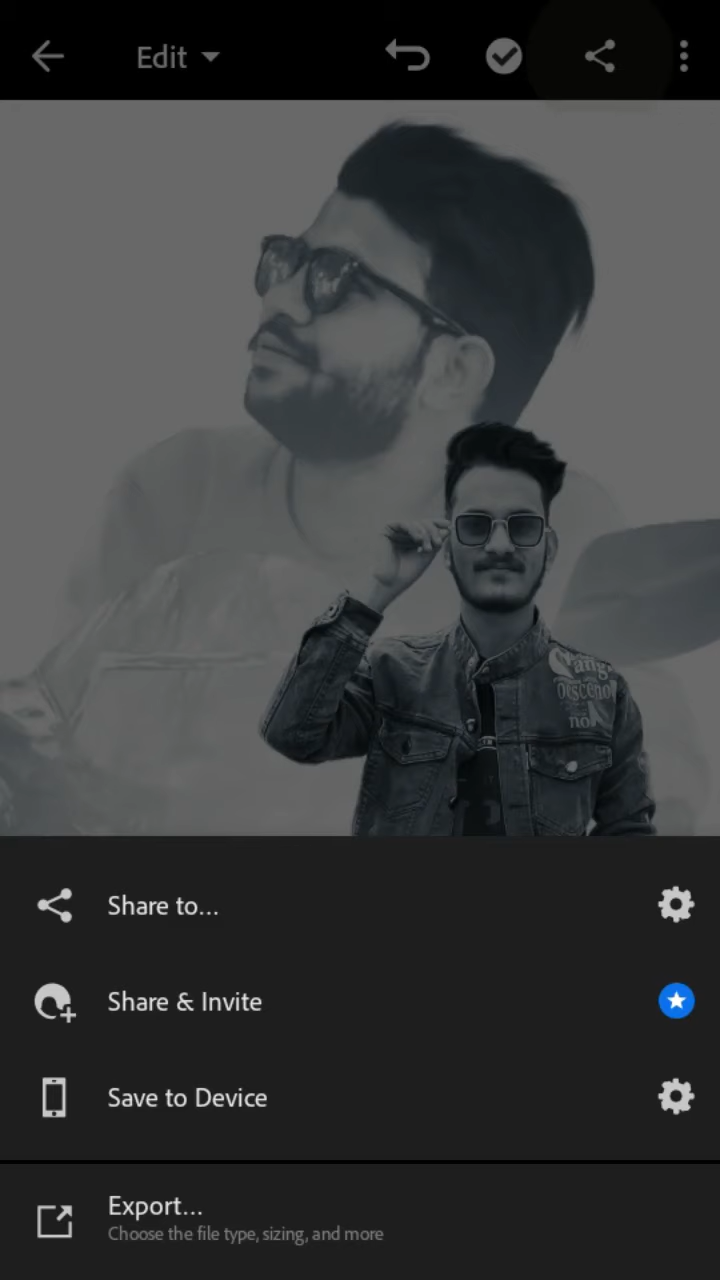 Edit
Share to...
Share & Invite
Save to Device
Export...
Choose the file type, sizing, and more